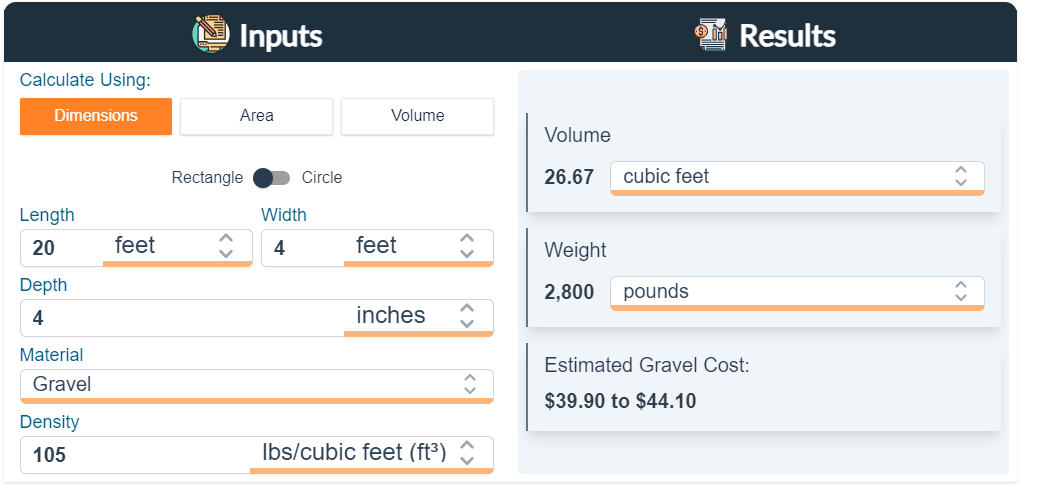 Inputs
Calculate Using:
Dimensions Area Volume
Rectangle Circle
Length Width
20 feet 4 feet
Depth
4 inches
Material
Gravel
Density
105 lbs/cubic feet (ft³)
Results
Volume
26.67 cubic feet
Weight
2,800 pounds
Estimated Gravel Cost:
$39.90 to $44.10